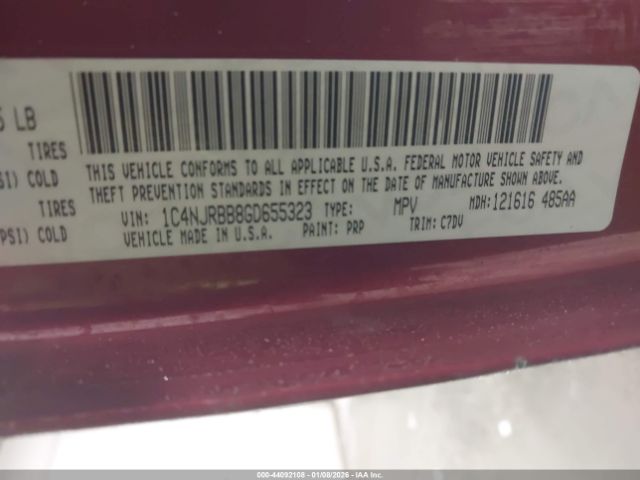 5 LB
TIRES
SI) COLD
PSI) COLD
THIS VEHICLE CONFORMS TO ALL APPLICABLE U.S.A. FEDERAL MOTOR VEHICLE SAFETY AND
THEFT PREVENTION STANDARDS IN EFFECT ON THE DATE OF MANUFACTURE SHOWN ABOVE.
VIN: 1C4NJRBB8GD655323 TYPE: MPV MDH:121616 485AA
VEHICLE MADE IN U.S.A. PAINT: PRP TRIM: C7DV
000-44092108 - 01/08/2026 - IAA Inc.